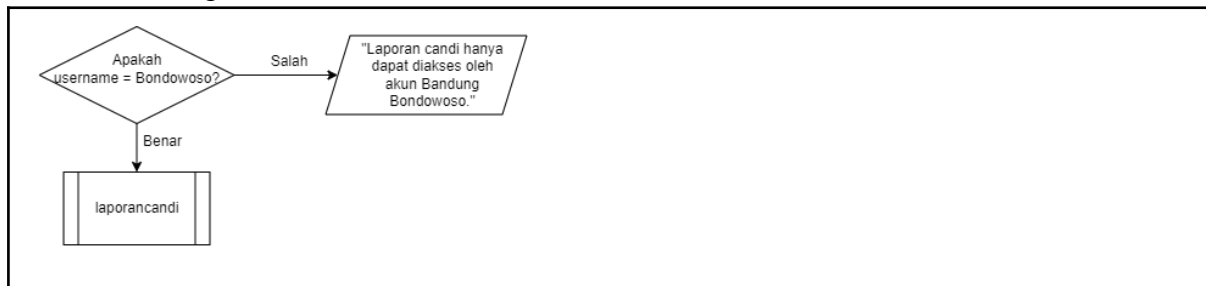 Apakah
username = Bondowoso?
Salah
"Laporan candi hanya
dapat diakses oleh
akun Bandung
Bondowoso."
Benar
laporancandi